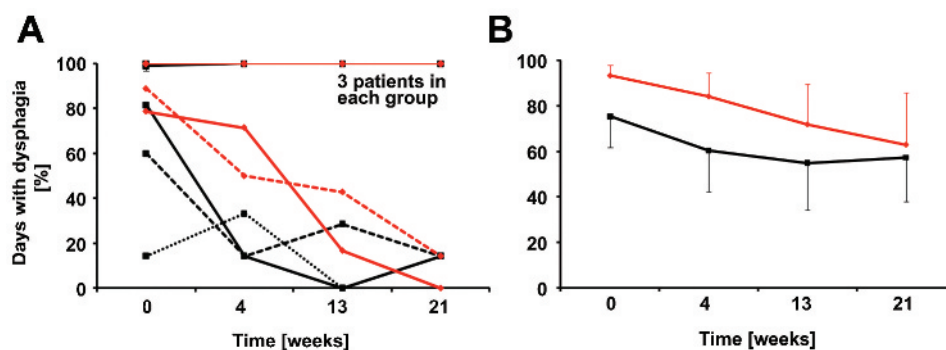 A
Days with dysphagia
[%]
100
80
60
40
20
0
3 patients in
each group
0 4 13 21
Time [weeks]
B
100
80
60
40
20
0
0 4 13 21
Time [weeks]